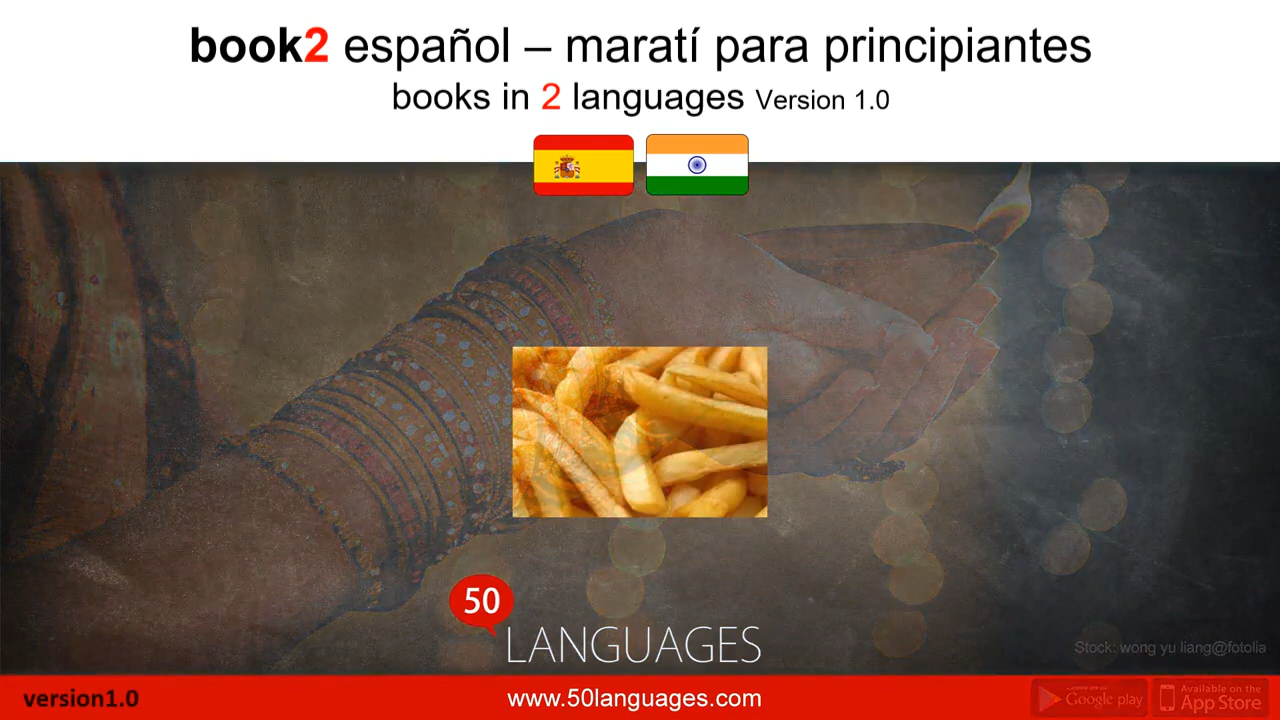 book2 español – maratí para principiantes
books in 2 languages Version 1.0
50
LANGUAGES
Stock: wong yu liang@fotolia
version1.0
www.50languages.com
Google play
Available on the
App Store